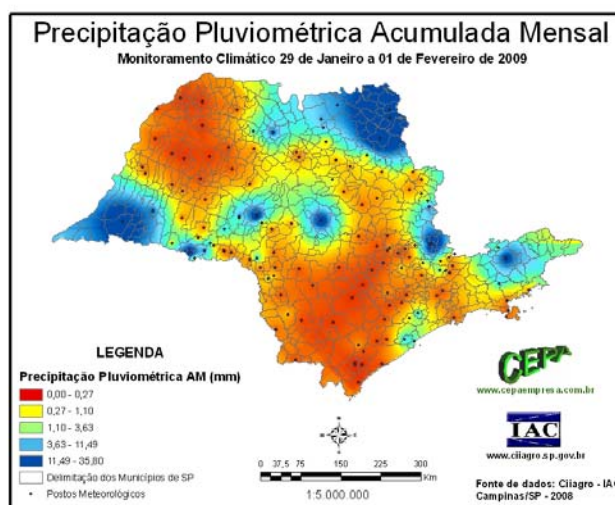 Precipitação Pluviométrica Acumulada Mensal
Monitoramento Climático 29 de Janeiro a 01 de Fevereiro de 2009
LEGENDA
Precipitação Pluviométrica AM (mm)
0,00 - 0,27
0,27 - 1,10
1,10 - 3,63
3,63 - 11,49
11,49 - 35,80
Delimitação dos Municípios de SP
Postos Meteorológicos
0 37,5 75 150 225 300
Km
1:5.000.000
CEPA
www.cepaempresa.com.br
IAC
www.ciiagro.sp.gov.br
Fonte de dados: Ciiagro - IAC
Campinas/SP - 2008